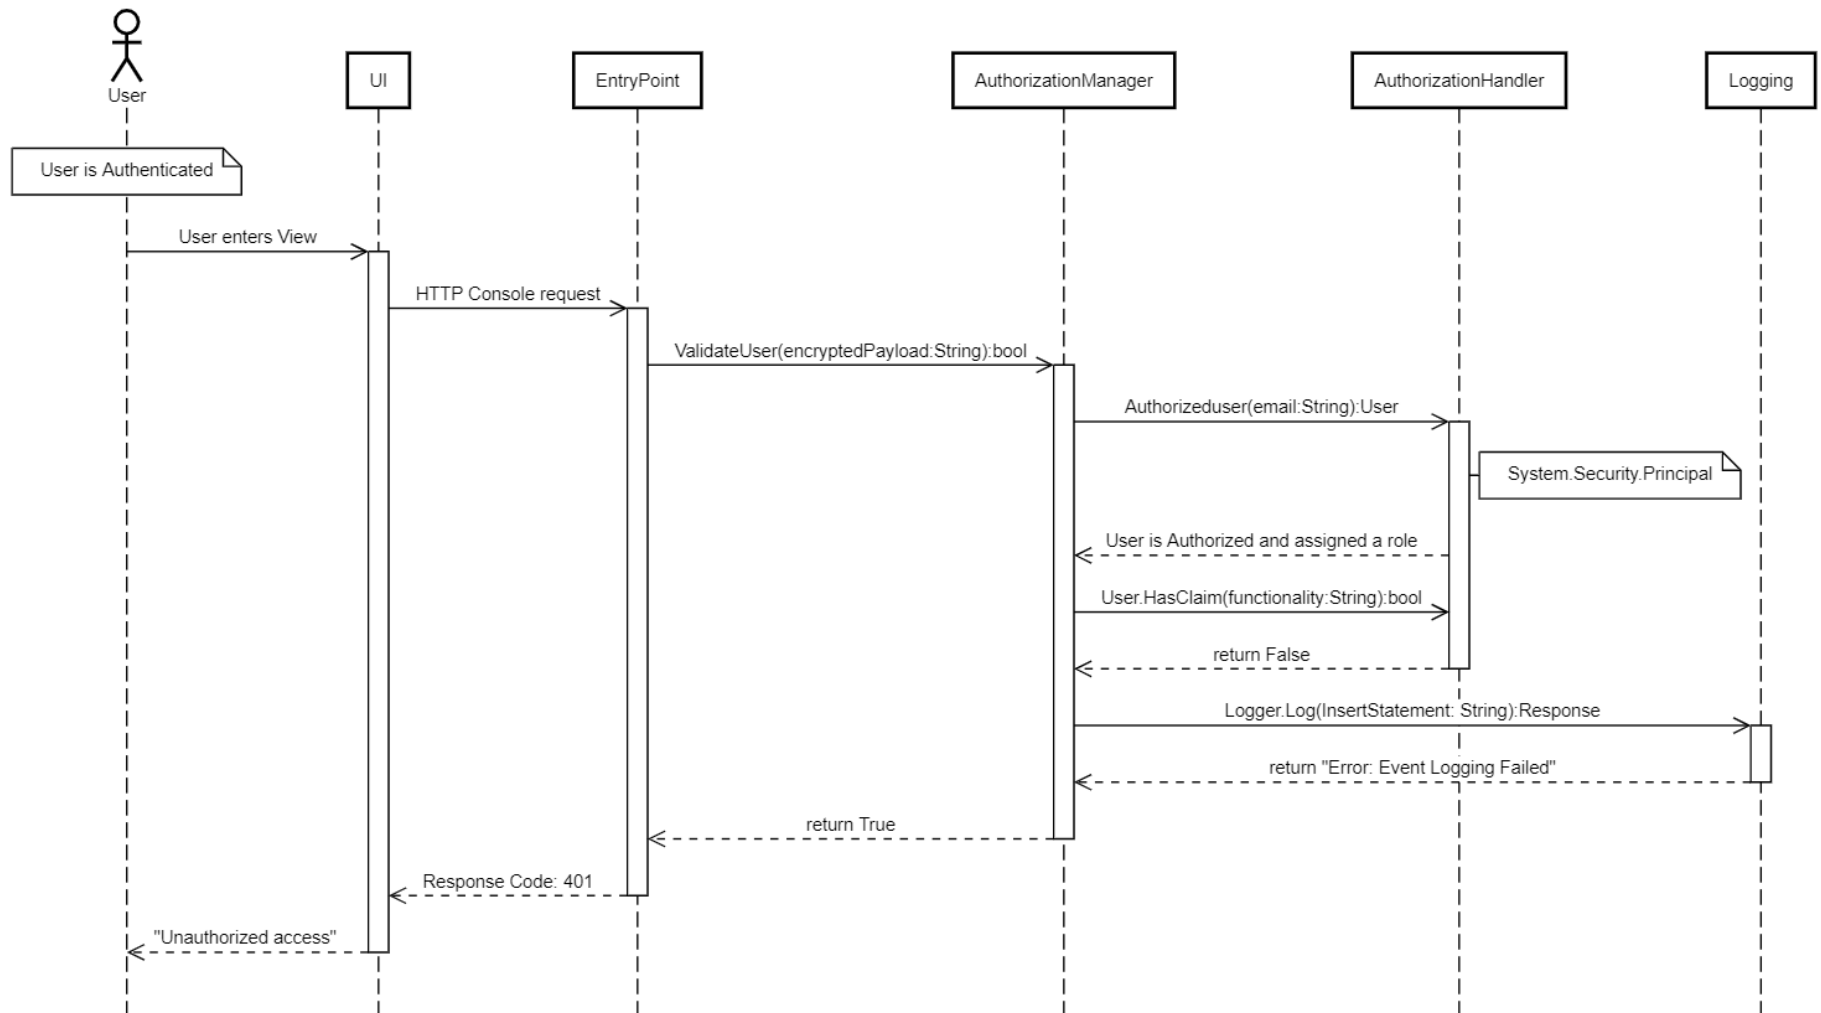 User
UI
EntryPoint
AuthorizationManager
AuthorizationHandler
Logging
User is Authenticated
User enters View
HTTP Console request
ValidateUser(encryptedPayload:String):bool
Authorizeduser(email:String):User
System.Security.Principal
User is Authorized and assigned a role
User.HasClaim(functionality:String):bool
return False
Logger.Log(InsertStatement: String):Response
return "Error: Event Logging Failed"
return True
Response Code: 401
"Unauthorized access"